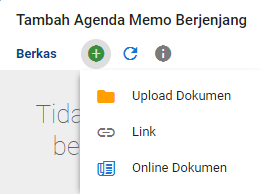 Tambah Agenda Memo Berjenjang
Berkas
Upload Dokumen
Link
Online Dokumen